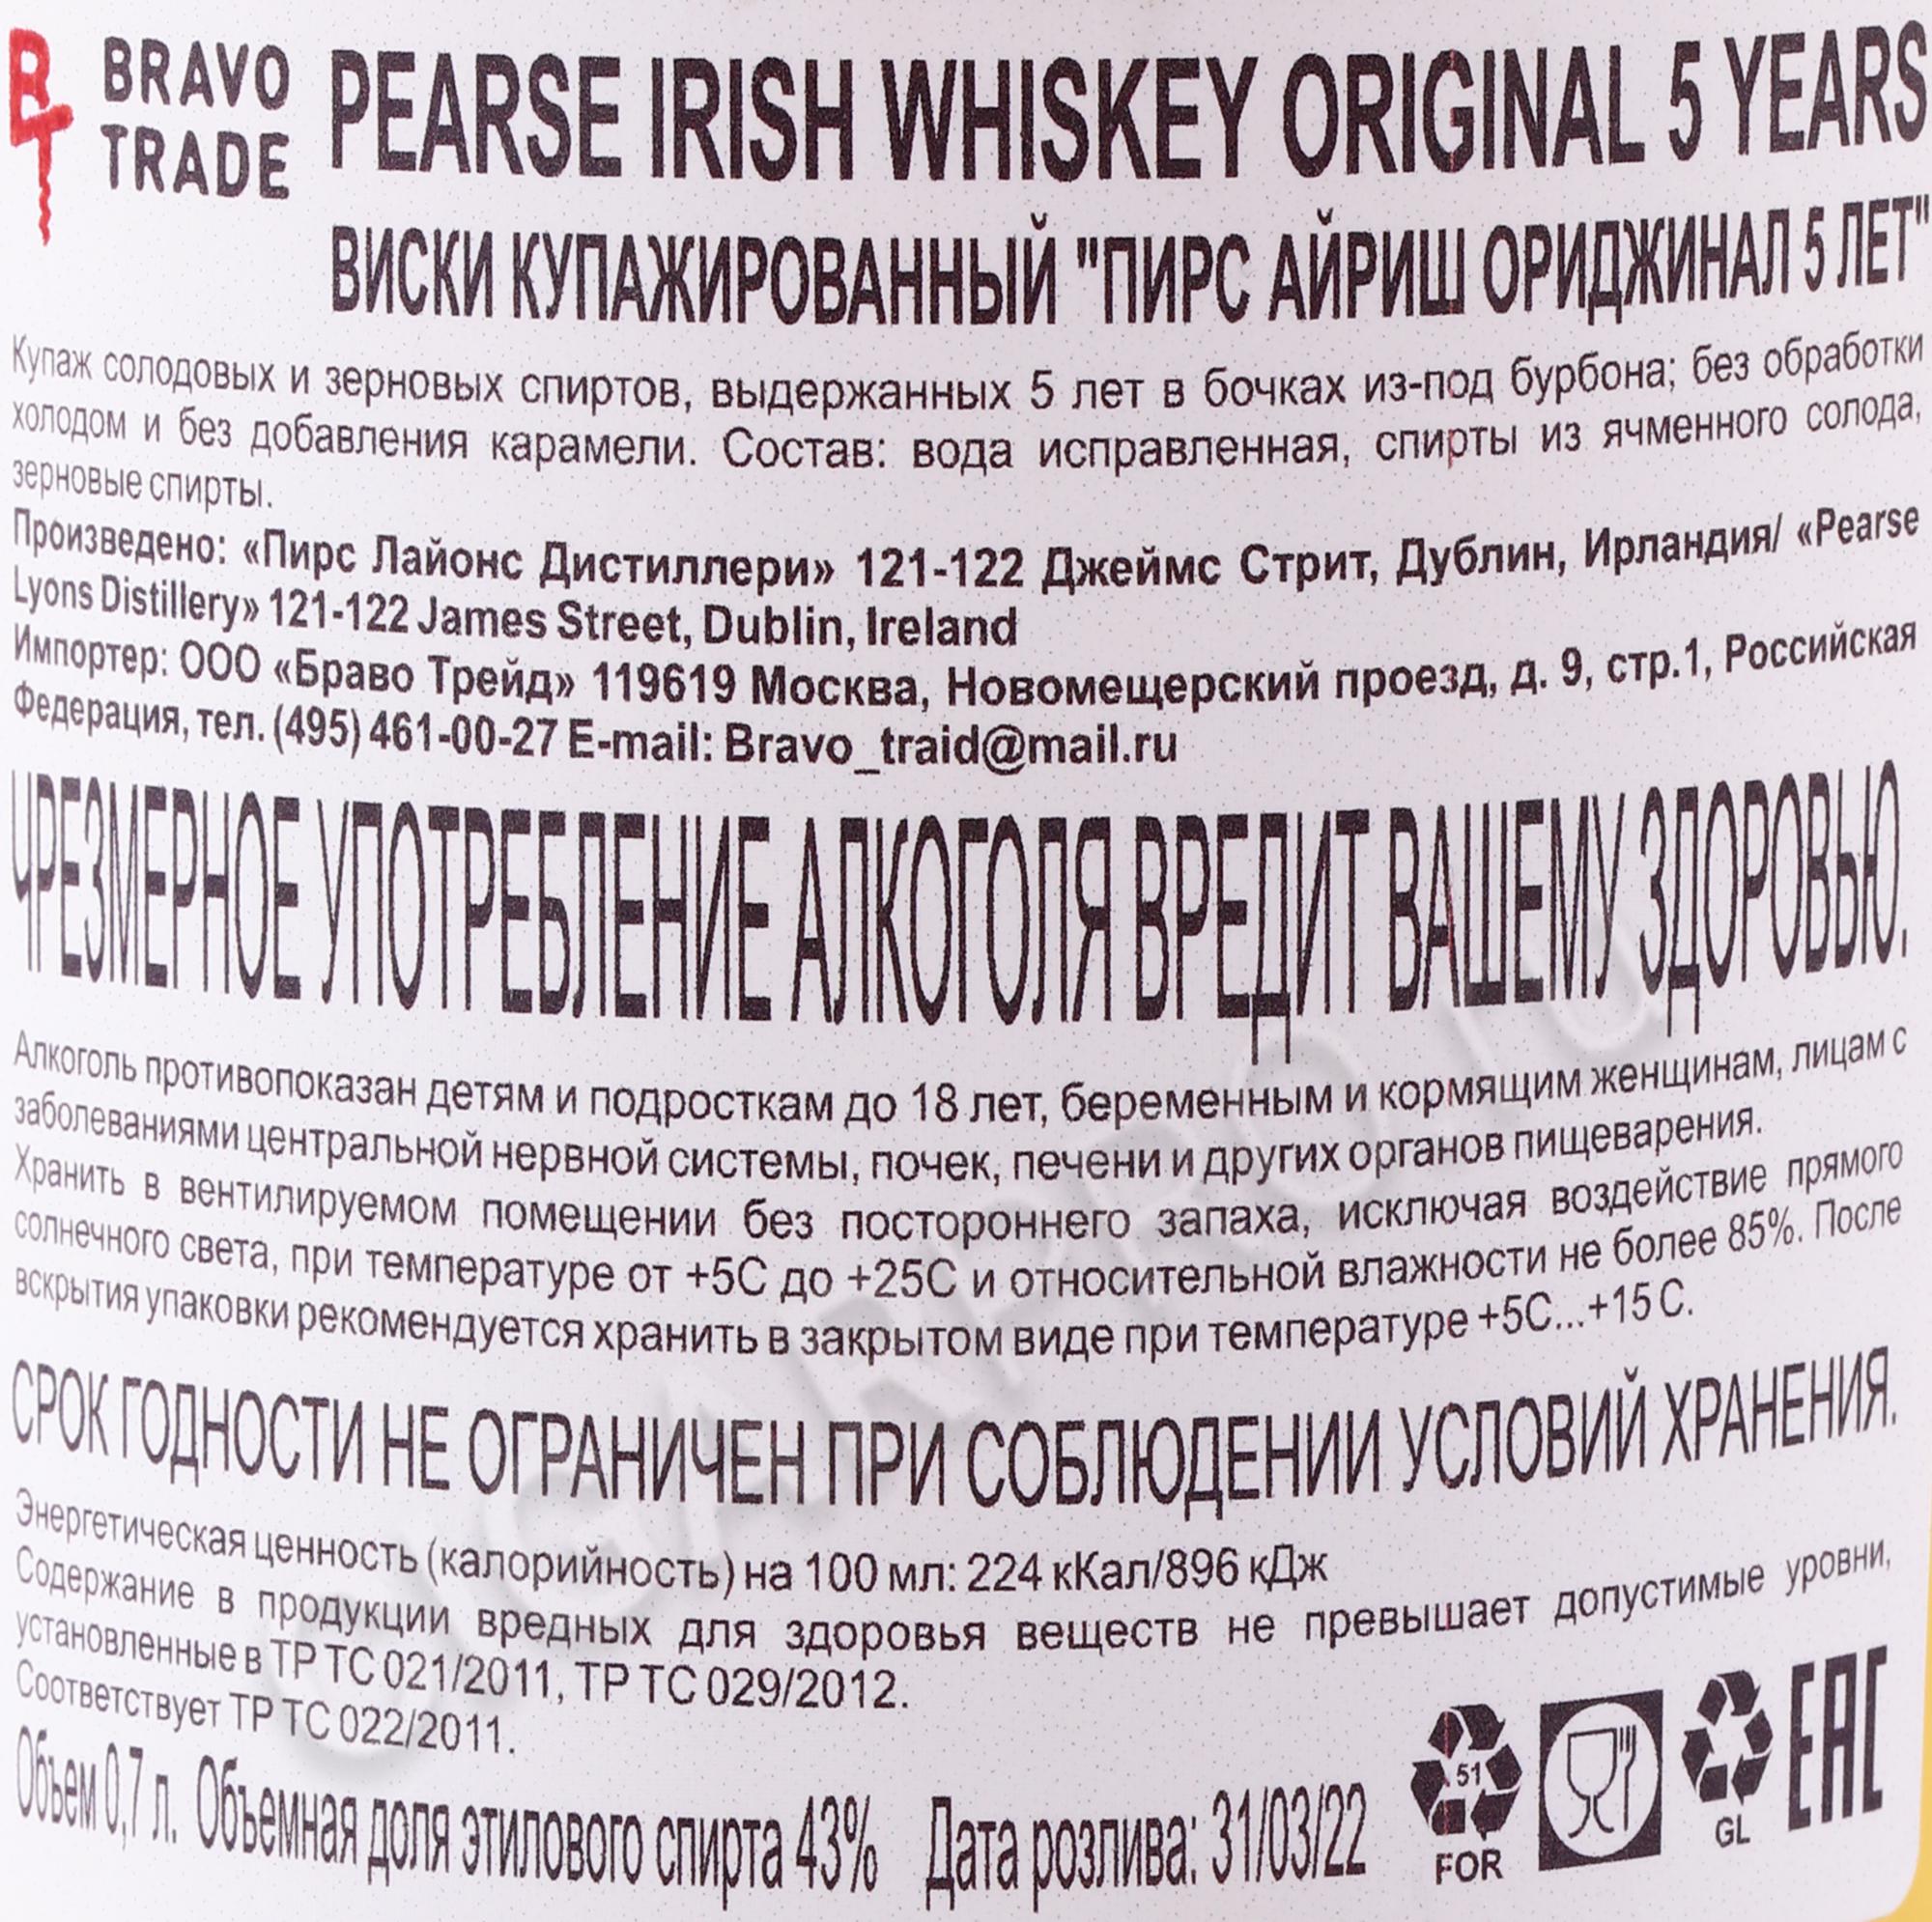 BRAVO
TRADE
PEARSE IRISH WHISKEY ORIGINAL 5 YEARS
ВИСКИ КУПАЖИРОВАННЫЙ "ПИРС АЙРИШ ОРИДЖИНАЛ 5 ЛЕТ"
Купаж солодовых и зерновых спиртов, выдержанных 5 лет в бочках из-под бурбона; без обработки
холодом и без добавления карамели. Состав: вода исправленная, спирты из ячменного солода,
зерновые спирты.
Произведено: «Пирс Лайонс Дистиллери» 121-122 Джеймс Стрит, Дублин, Ирландия/ «Pearse
Lyons Distillery» 121-122 James Street, Dublin, Ireland
Импортер: ООО «Браво Трейд» 119619 Москва, Новомещерский проезд, д. 9, стр.1, Российская
Федерация, тел. (495) 461-00-27 E-mail: Bravo_traid@mail.ru
ЧРЕЗМЕРНОЕ УПОТРЕБЛЕНИЕ АЛКОГОЛЯ ВРЕДИТ ВАШЕМУ ЗДОРОВЬЮ.
Алкоголь противопоказан детям и подросткам до 18 лет, беременным и кормящим женщинам, лицам с
заболеваниями центральной нервной системы, почек, печени и других органов пищеварения.
Хранить в вентилируемом помещении без постороннего запаха, исключая воздействие прямого
солнечного света, при температуре от +5С до +25С и относительной влажности не более 85%. После
вскрытия упаковки рекомендуется хранить в закрытом виде при температуре +5С...+15 С.
СРОК ГОДНОСТИ НЕ ОГРАНИЧЕН ПРИ СОБЛЮДЕНИИ УСЛОВИЙ ХРАНЕНИЯ.
Энергетическая ценность (калорийность) на 100 мл: 224 кКал/896 кДж
Содержание в продукции вредных для здоровья веществ не превышает допустимые уровни,
установленные в ТР ТС 021/2011, ТР ТС 029/2012.
Соответствует ТР ТС 022/2011.
Объем 0,7 л. Объемная доля этилового спирта 43% Дата розлива: 31/03/22
51
FOR
GL
EAC
CIGARPRO.ru